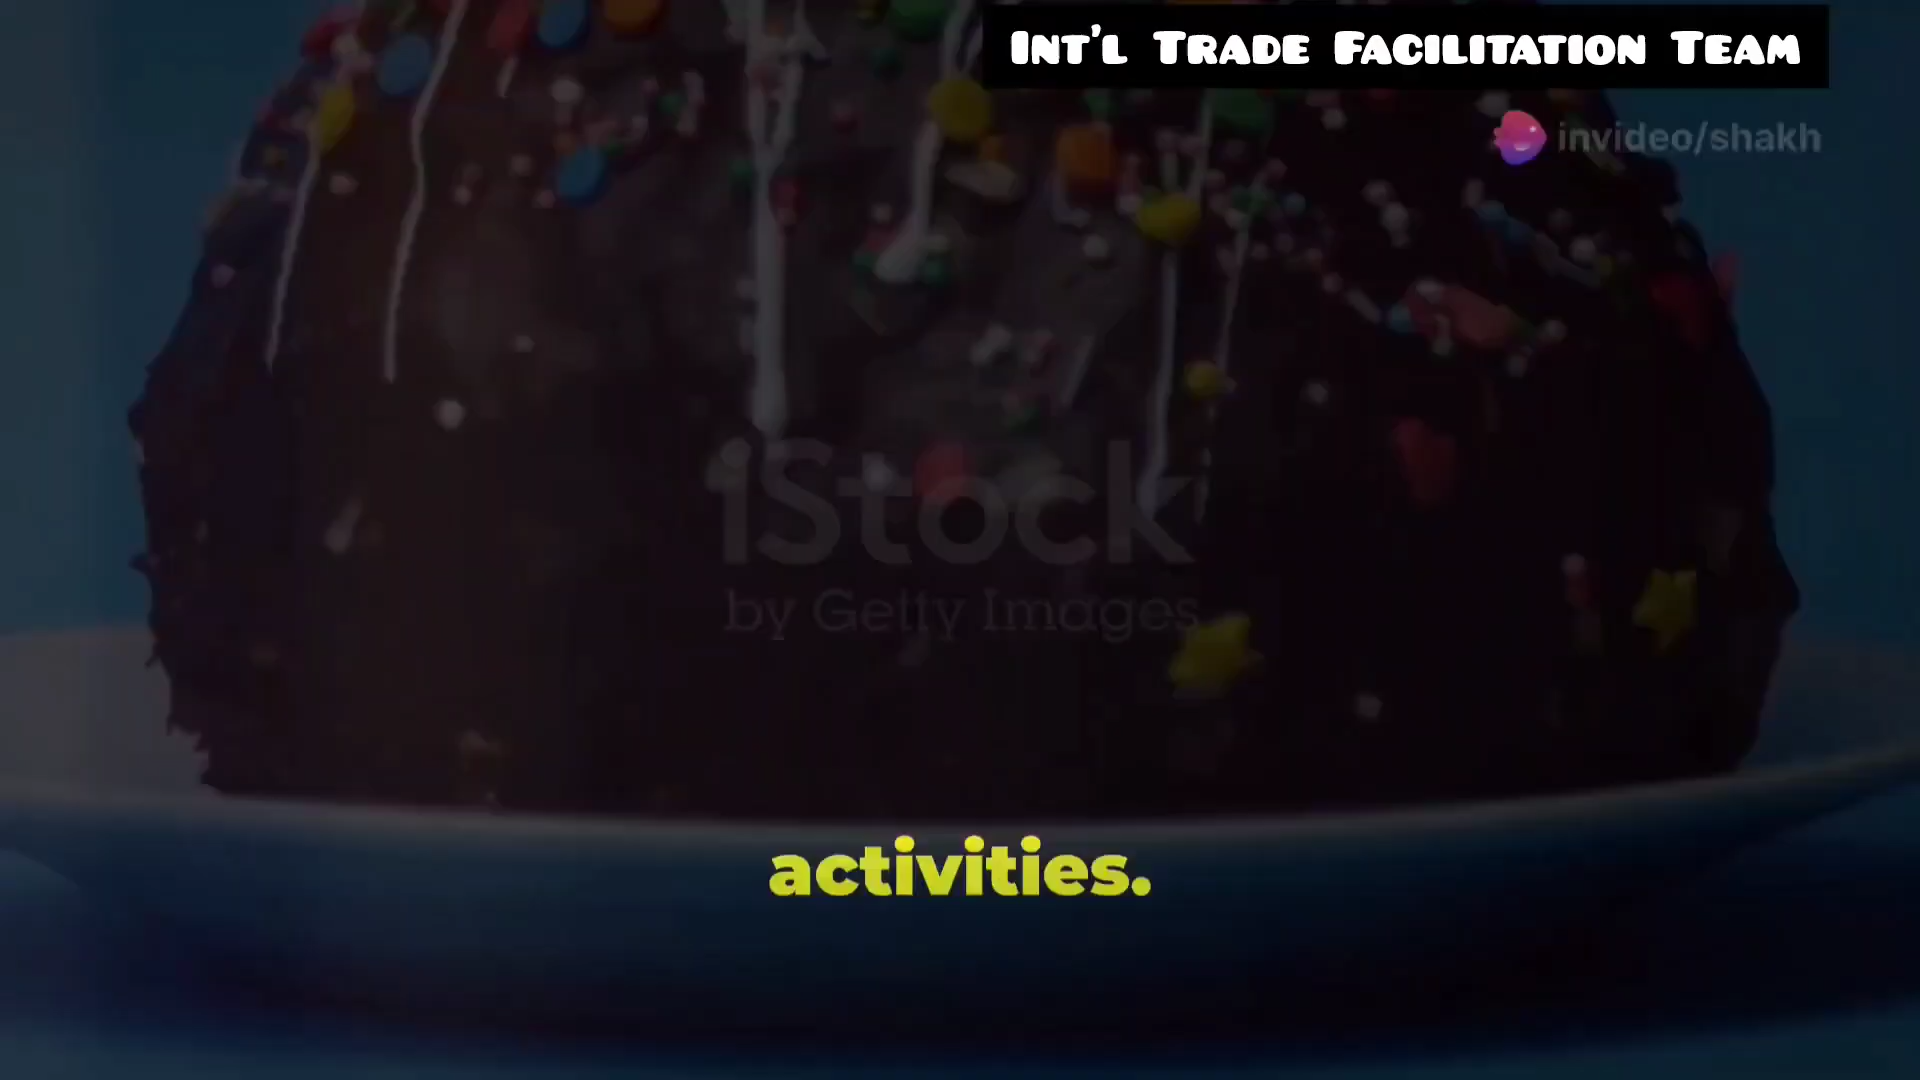 Int'l Trade Facilitation Team
invideo/shakh
iStock
by Getty Images
activities.